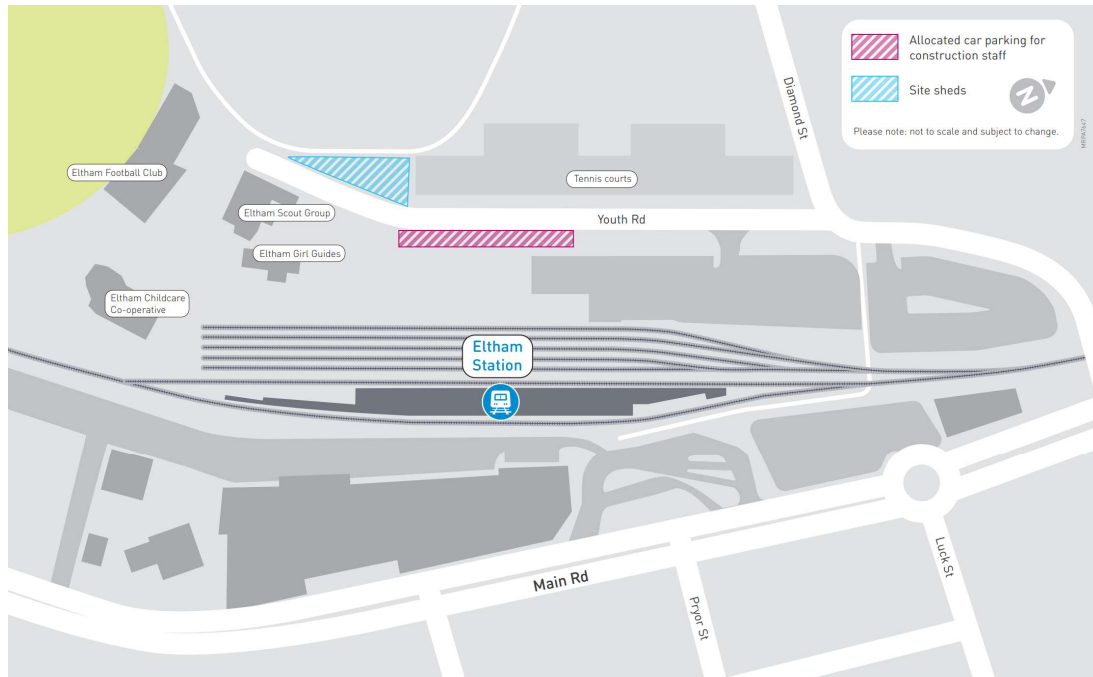 Allocated car parking for
construction staff
Site sheds
N
Please note: not to scale and subject to change.
MRPA7647
Diamond St
Eltham Football Club
Tennis courts
Eltham Scout Group
Youth Rd
Eltham Girl Guides
Eltham Childcare
Co-operative
Eltham
Station
Main Rd
Pryor St
Luck St